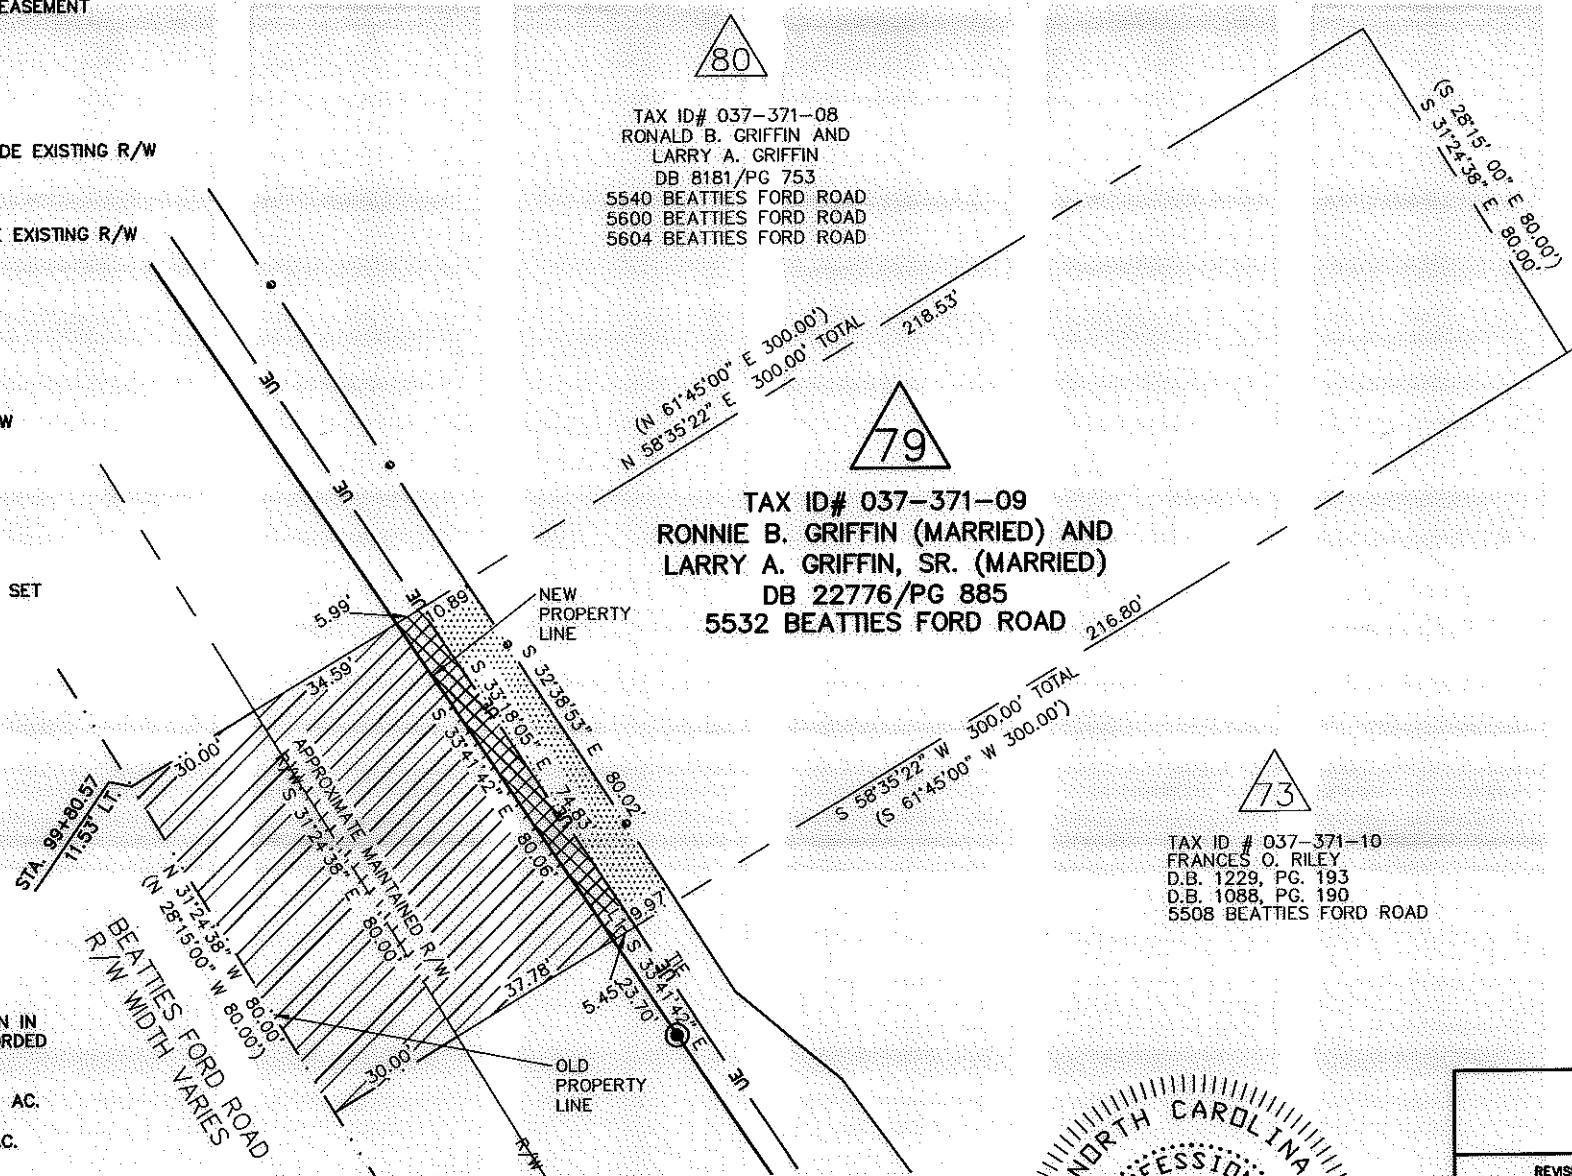 EASEMENT
DE EXISTING R/W
EXISTING R/W
W
SET
N IN
RDED
AC.
C.
80
TAX ID# 037-371-08
RONALD B. GRIFFIN AND
LARRY A. GRIFFIN
DB 8181/PG 753
5540 BEATTIES FORD ROAD
5600 BEATTIES FORD ROAD
5604 BEATTIES FORD ROAD
(S 28°15' 00" E 80.00')
S 31°24'38" E 80.00'
(N 61°45'00" E 300.00')
N 58°35'22" E 300.00' TOTAL
218.53'
79
TAX ID# 037-371-09
RONNIE B. GRIFFIN (MARRIED) AND
LARRY A. GRIFFIN, SR. (MARRIED)
DB 22776/PG 885
5532 BEATTIES FORD ROAD
216.80'
S 58°35'22" W 300.00' TOTAL
(S 61°45'00" W 300.00')
73
TAX ID # 037-371-10
FRANCES O. RILEY
D.B. 1229, PG. 193
D.B. 1088, PG. 190
5508 BEATTIES FORD ROAD
UE
UE
UE
5.99'
10.89'
NEW
PROPERTY
LINE
34.59'
30.00'
S 32°38'53" E 80.02'
S 33°18'05" E 74.83'
UE
UE
S 33°41'42" E 80.06'
APPROXIMATE MAINTAINED R/W
R/W S 31°24'38" E 80.00'
STA. 99+80.57
11.53' LT.
N 31°24'38" W 80.00'
(N 28°15'00" W 80.00')
BEATTIES FORD ROAD
R/W WIDTH VARIES
9.97'
37.78'
5.45'
TIE
S 33°41'42" E
23.70'
UE
UE
30.00'
OLD
PROPERTY
LINE
R/W
NORTH CAROLINA
FESSION
REVIS